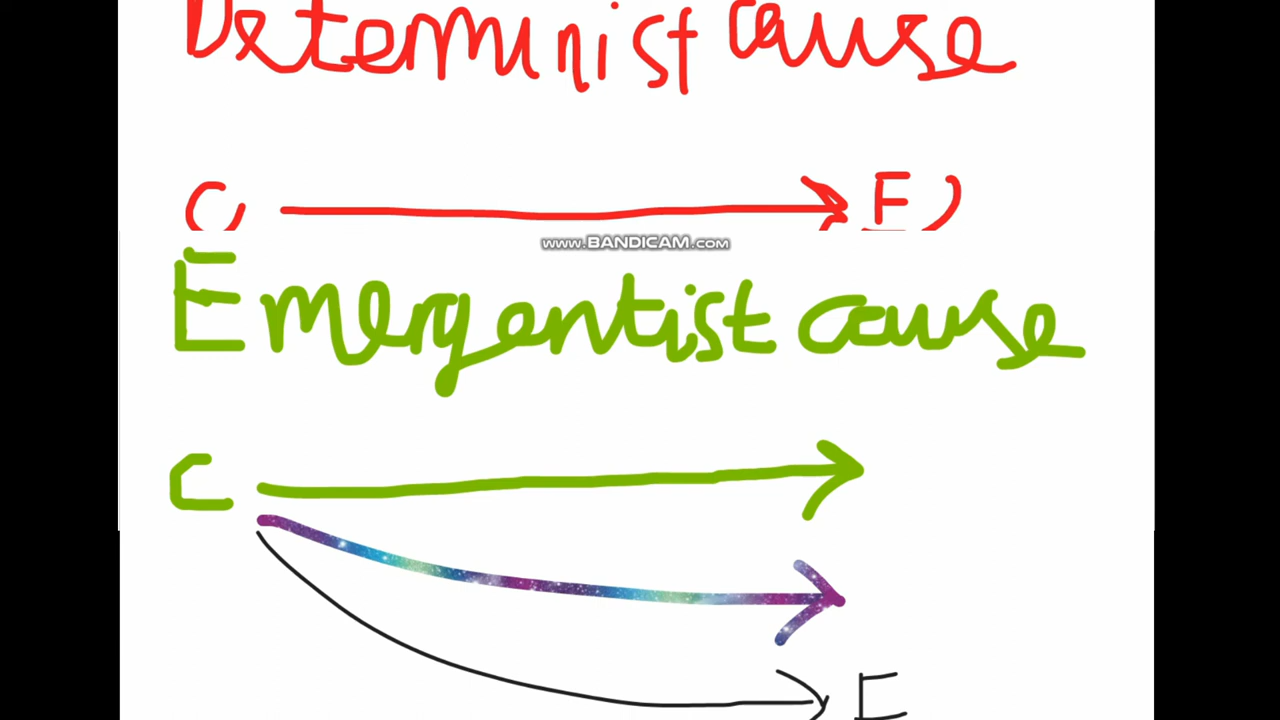 Determinist cause
C E
www.BANDICAM.com
Emergentist cause
C
E